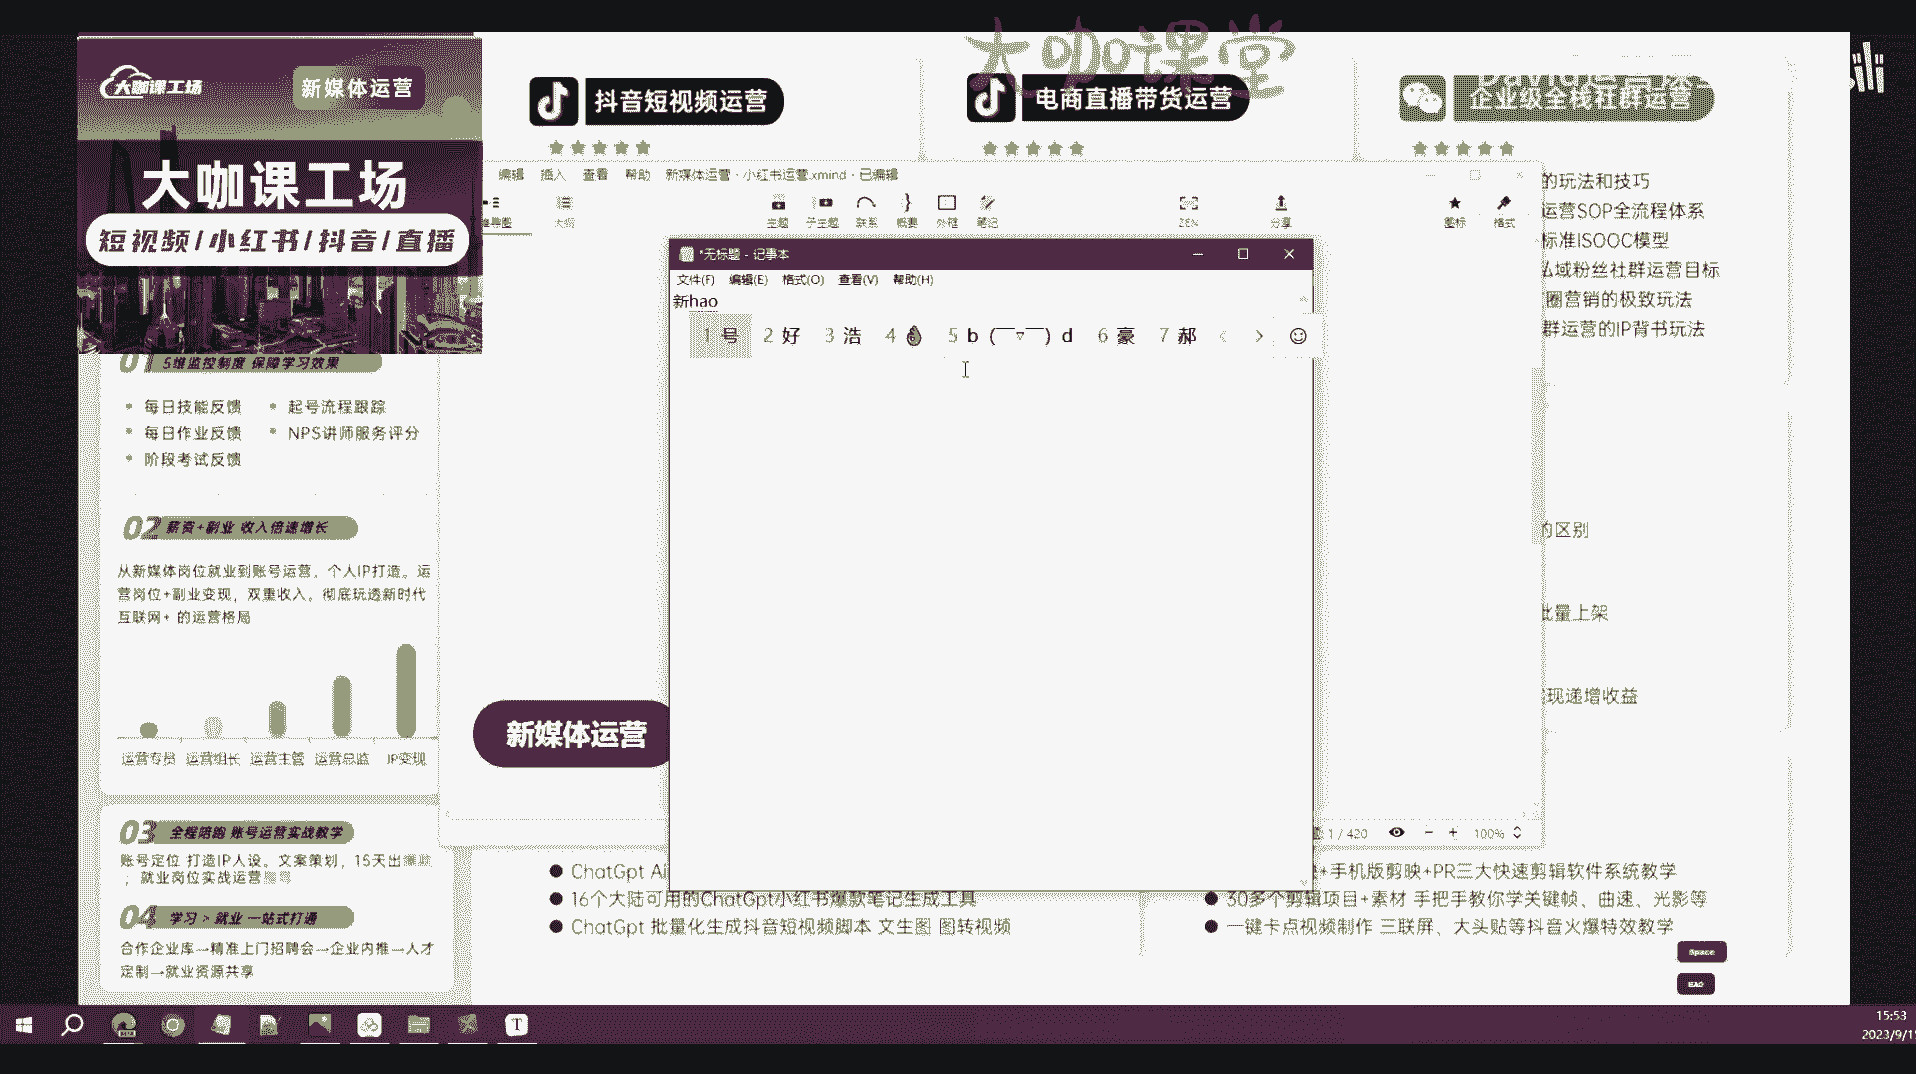 大咖课堂
大咖课工场
新媒体运营
大咖课工场
短视频/小红书/抖音/直播
抖音短视频运营
电商直播带货运营
企业级全栈社群运营
编辑 插入 查看 帮助 新媒体运营 - 小红书运营.xmind - 已编辑
大纲 主题 子主题 联系 概要 外框 笔记 分享 图标 格式
*无标题 - 记事本
文件(F) 编辑(E) 格式(O) 查看(V) 帮助(H)
新hao
1 号 2 好 3 浩 4 5 b (￣▽￣) d 6 豪 7 郝
的玩法和技巧
运营SOP全流程体系
标准ISOOC模型
私域粉丝社群运营目标
圈营销的极致玩法
群运营的IP背书玩法
的区别
批量上架
现递增收益
01 5维监控制度 保障学习效果
每日技能反馈 起号流程跟踪
每日作业反馈 NPS讲师服务评分
阶段考试反馈
02 薪资+副业 收入倍速增长
从新媒体岗位就业到账号运营，个人IP打造。运
营岗位+副业变现，双重收入。彻底玩透新时代
互联网+ 的运营格局
运营专员 运营组长 运营主管 运营总监 IP变现
03 全程陪跑 账号运营实战教学
账号定位 打造IP人设。文案策划，15天出
，就业岗位实战运营
04 学习 > 就业 一站式打通
合作企业库→精准上门招聘会→企业内推→人才
定制→就业资源共享
新媒体运营
1 / 420 100%
ChatGpt
16个大陆可用的ChatGpt小红书爆款笔记生成工具
ChatGpt 批量化生成抖音短视频脚本 文生图 图转视频
+手机版剪映+PR三大快速剪辑软件系统教学
30多个剪辑项目+素材 手把手教你学关键帧、曲速、光影等
一键卡点视频制作 三联屏、大头贴等抖音火爆特效教学
Space
15:53
2023/9/1